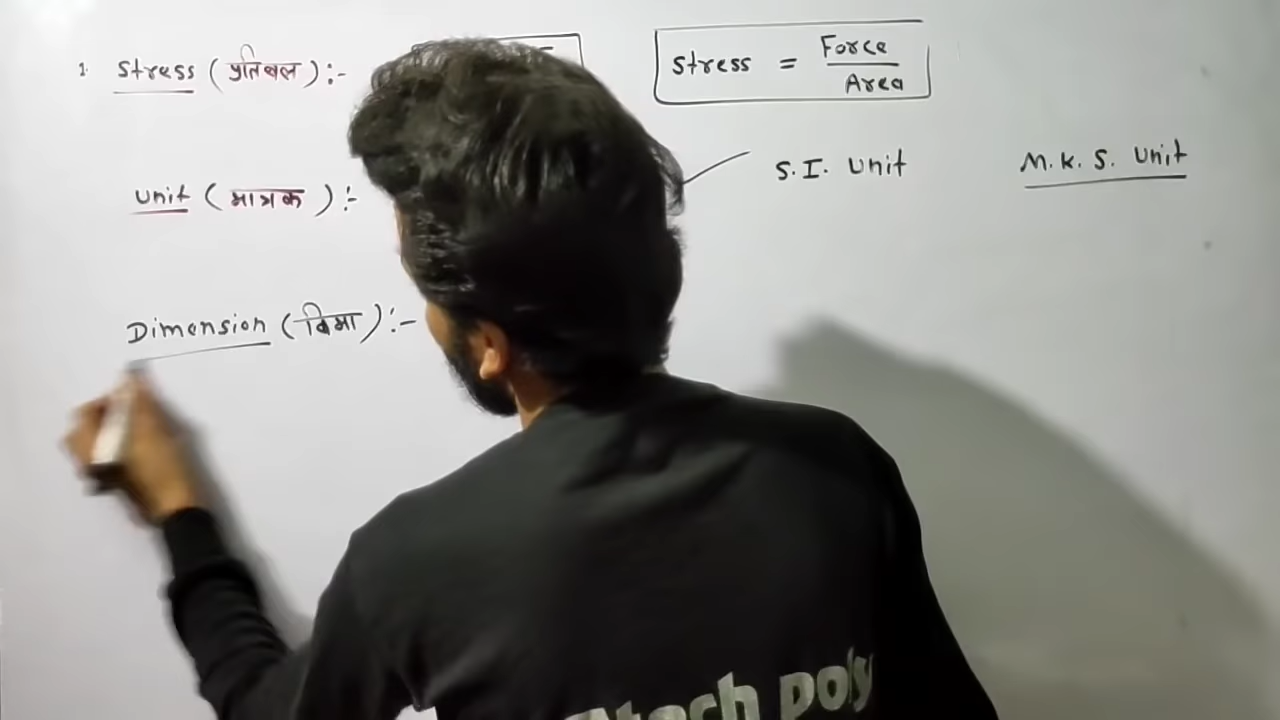 1. Stress (प्रतिबल) :-
Stress = Force / Area
Unit (मात्रक) :- S.I. Unit M.K.S. Unit
Dimension (विमा) :-
tech poly